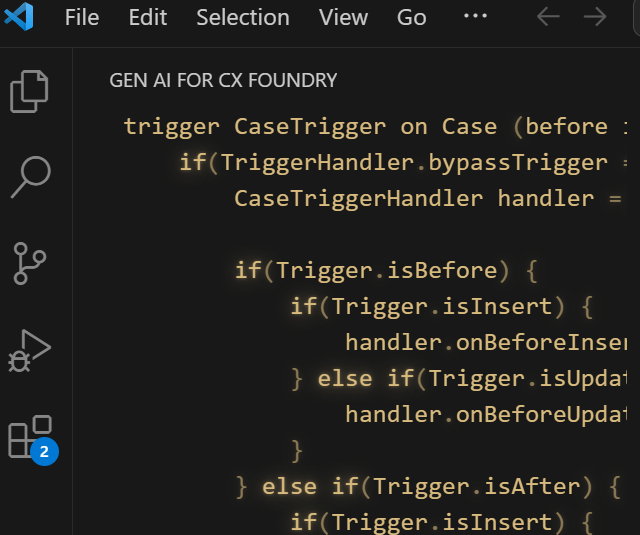 File Edit Selection View Go ...
GEN AI FOR CX FOUNDRY
trigger CaseTrigger on Case (before
if(TriggerHandler.bypassTrigger =
CaseTriggerHandler handler =
if(Trigger.isBefore) {
if(Trigger.isInsert) {
handler.onBeforeInser
} else if(Trigger.isUpdat
handler.onBeforeUpdat
}
} else if(Trigger.isAfter) {
if(Trigger.isInsert) {
2